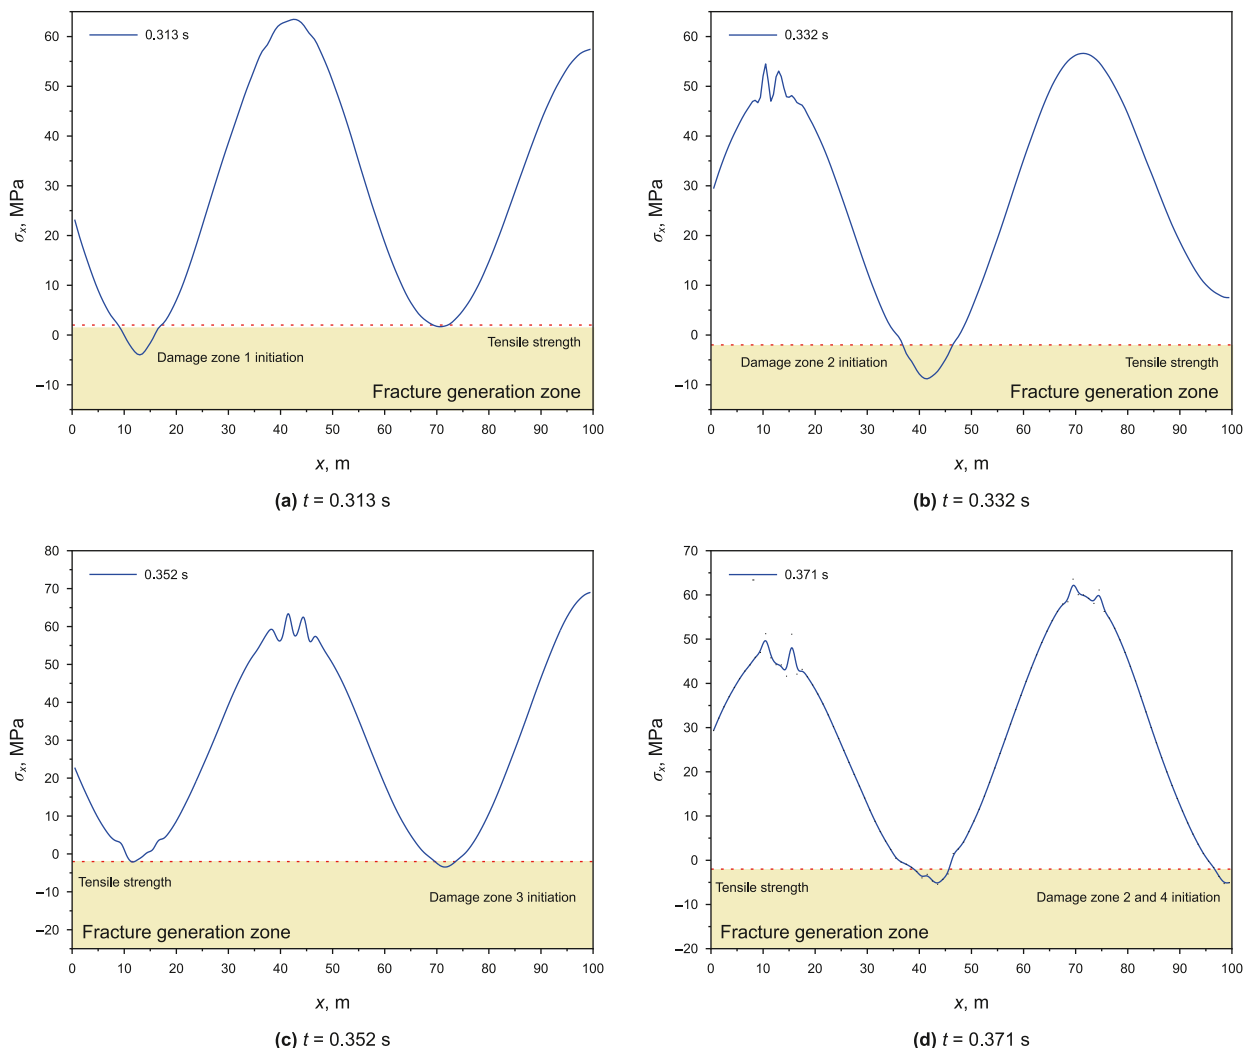 60
50
40
30
20
10
0
−10
σx, MPa
0.313 s
Damage zone 1 initiation
Tensile strength
Fracture generation zone
0 10 20 30 40 50 60 70 80 90 100
x, m
(a) t = 0.313 s
60
50
40
30
20
10
0
−10
σx, MPa
0.332 s
Damage zone 2 initiation
Tensile strength
Fracture generation zone
0 10 20 30 40 50 60 70 80 90 100
x, m
(b) t = 0.332 s
80
70
60
50
40
30
20
10
0
−10
−20
σx, MPa
0.352 s
Tensile strength
Damage zone 3 initiation
Fracture generation zone
0 10 20 30 40 50 60 70 80 90 100
x, m
(c) t = 0.352 s
70
60
50
40
30
20
10
0
−10
−20
σx, MPa
0.371 s
Tensile strength
Damage zone 2 and 4 initiation
Fracture generation zone
0 10 20 30 40 50 60 70 80 90 100
x, m
(d) t = 0.371 s